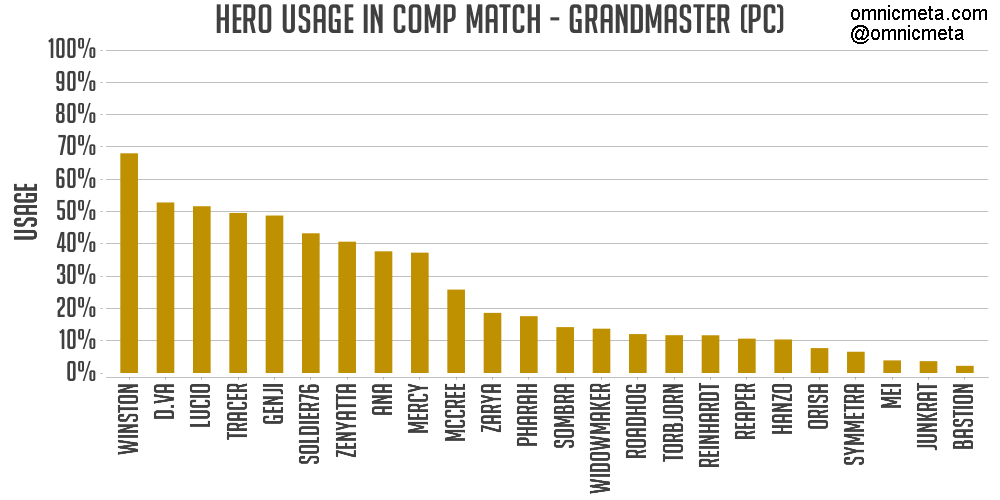 HERO USAGE IN COMP MATCH - GRANDMASTER (PC)
omnicmeta.com
@omnicmeta
100%
90%
80%
70%
60%
50%
40%
30%
20%
10%
0%
USAGE
WINSTON
D.VA
LUCIO
TRACER
GENJI
SOLDIER76
ZENYATTA
ANA
MERCY
MCCREE
ZARYA
PHARAH
SOMBRA
WIDOWMAKER
ROADHOG
TORBJORN
REINHARDT
REAPER
HANZO
ORISA
SYMMETRA
MEI
JUNKRAT
BASTION